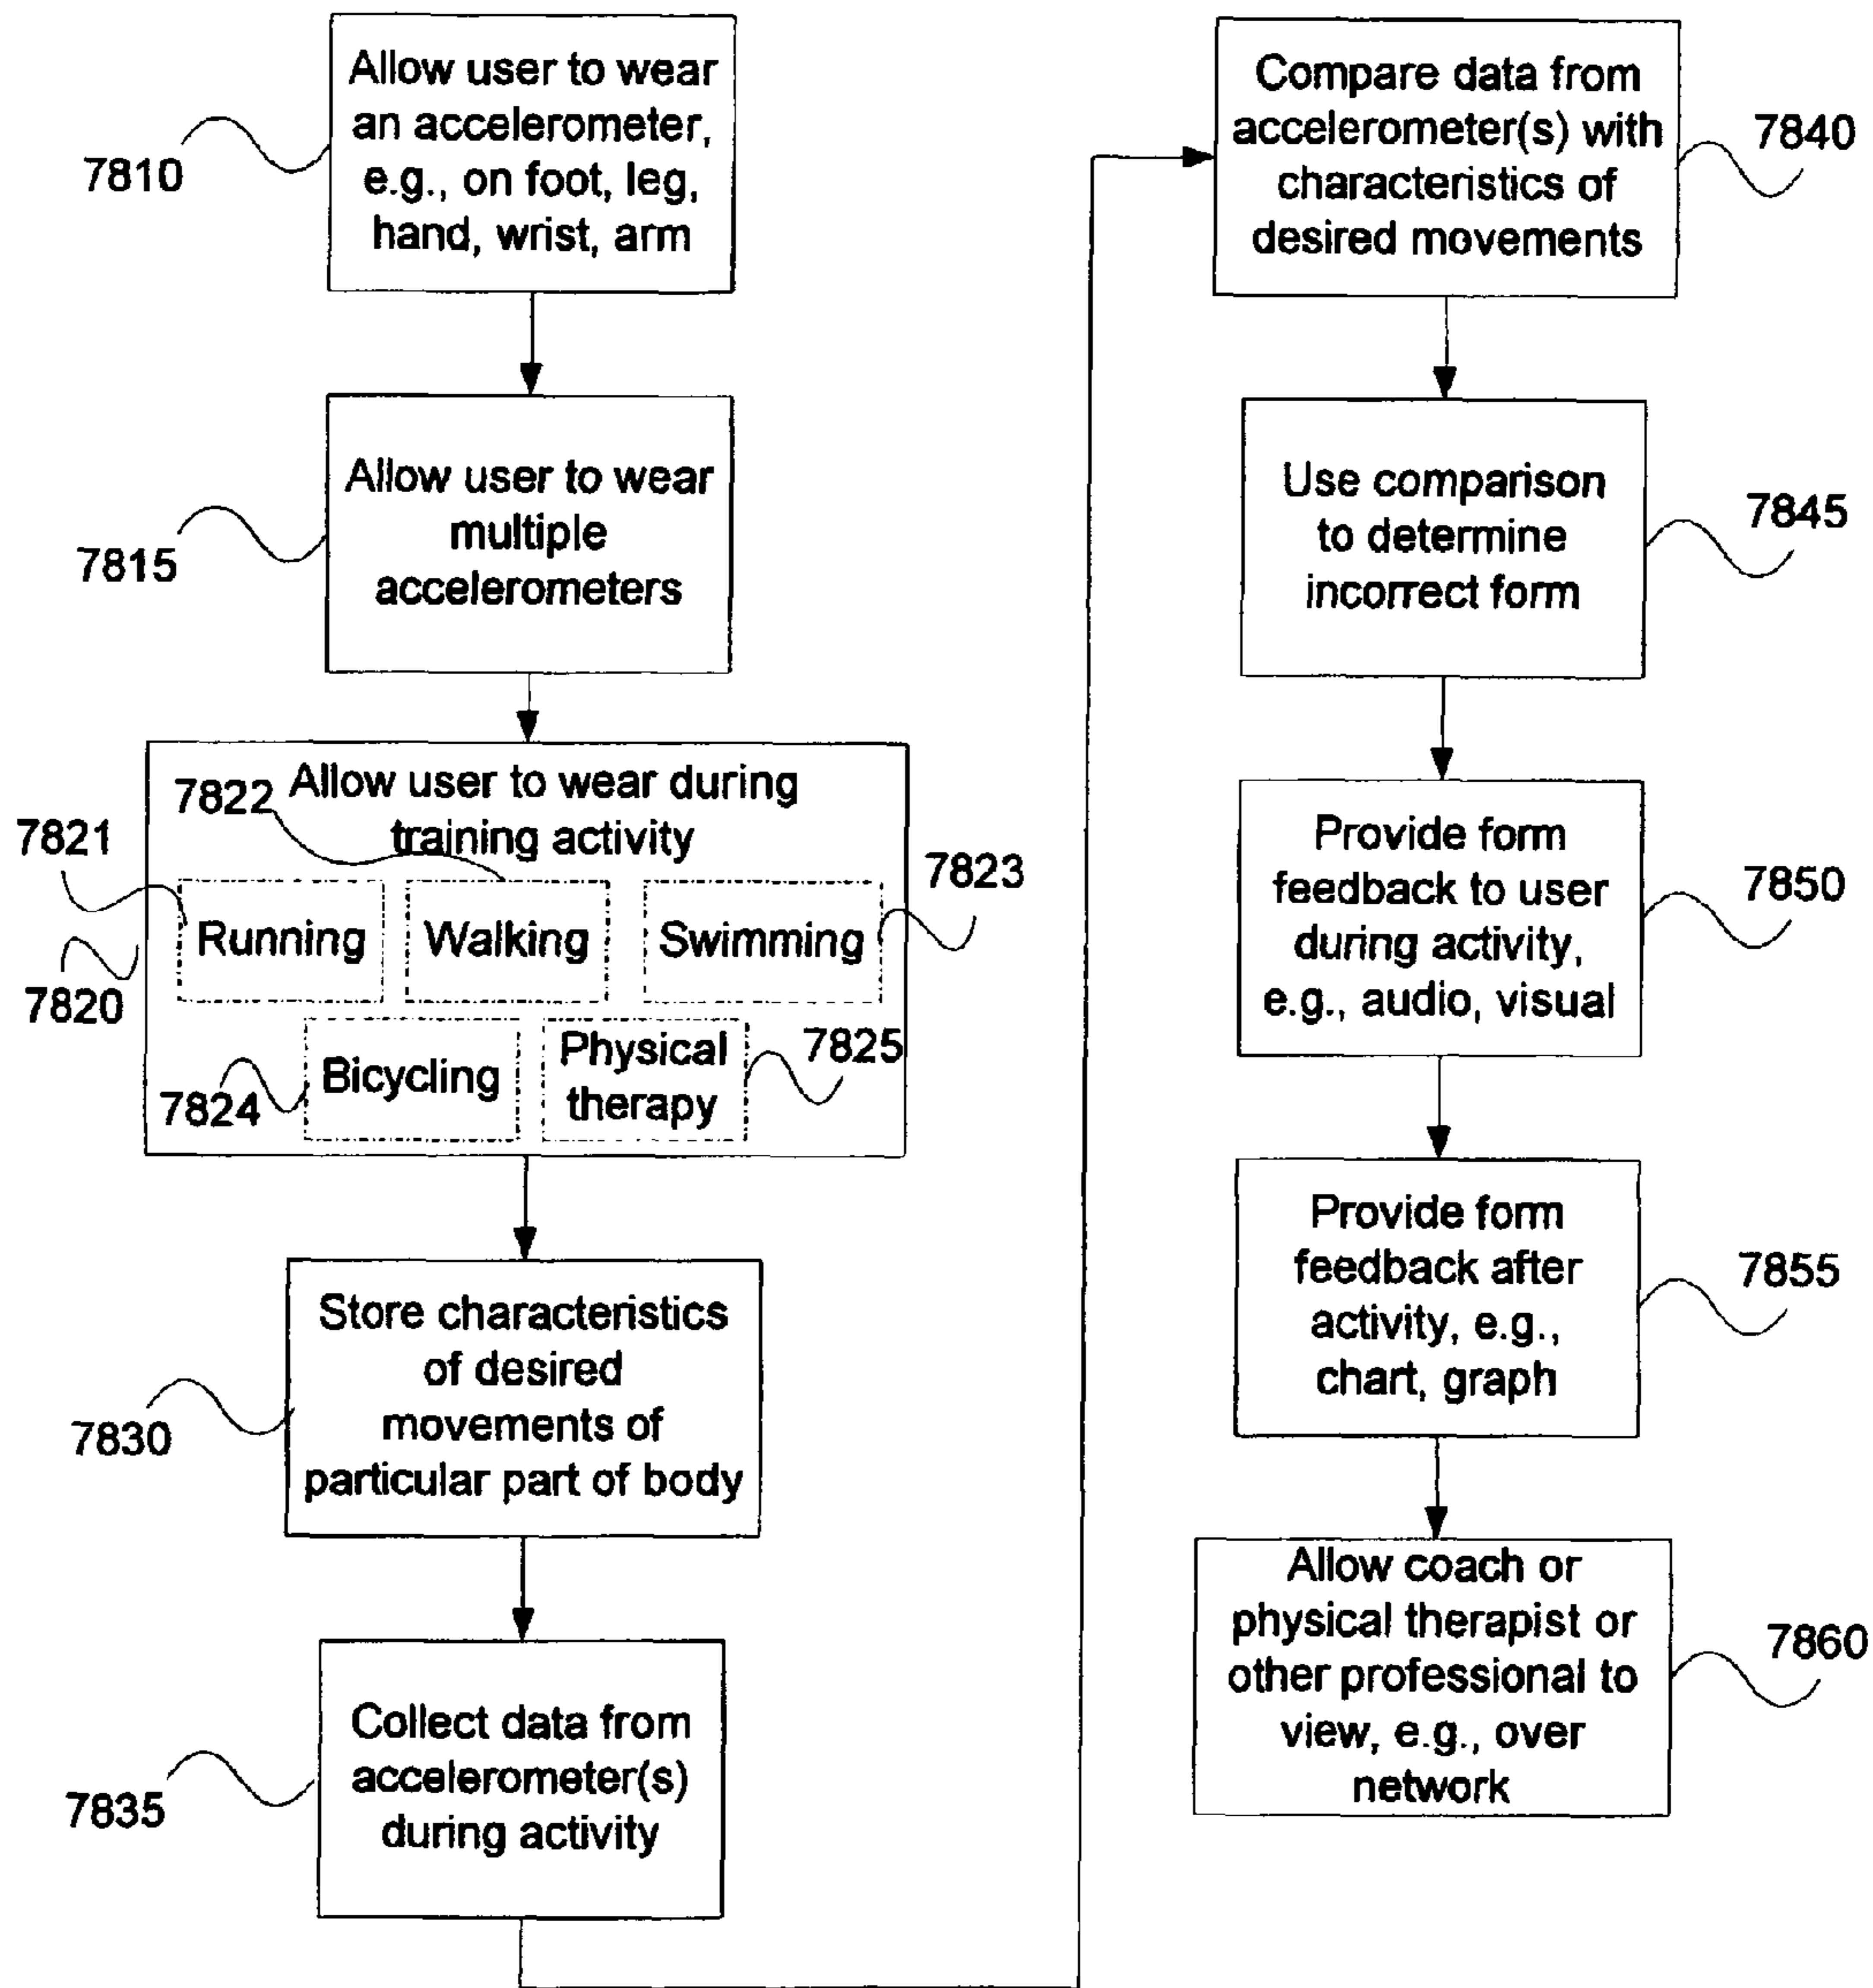 Allow user to wear
an accelerometer,
e.g., on foot, leg,
hand, wrist, arm
7810
Allow user to wear
multiple
accelerometers
7815
Allow user to wear during
training activity
7822
7821
7823
Running
Walking
Swimming
7820
Bicycling
Physical
therapy
7825
7824
Store characteristics
of desired
movements of
particular part of body
7830
Collect data from
accelerometer(s)
during activity
7835
Compare data from
accelerometer(s) with
characteristics of
desired movements
7840
Use comparison
to determine
incorrect form
7845
Provide form
feedback to user
during activity,
e.g., audio, visual
7850
Provide form
feedback after
activity, e.g.,
chart, graph
7855
Allow coach or
physical therapist or
other professional to
view, e.g., over
network
7860